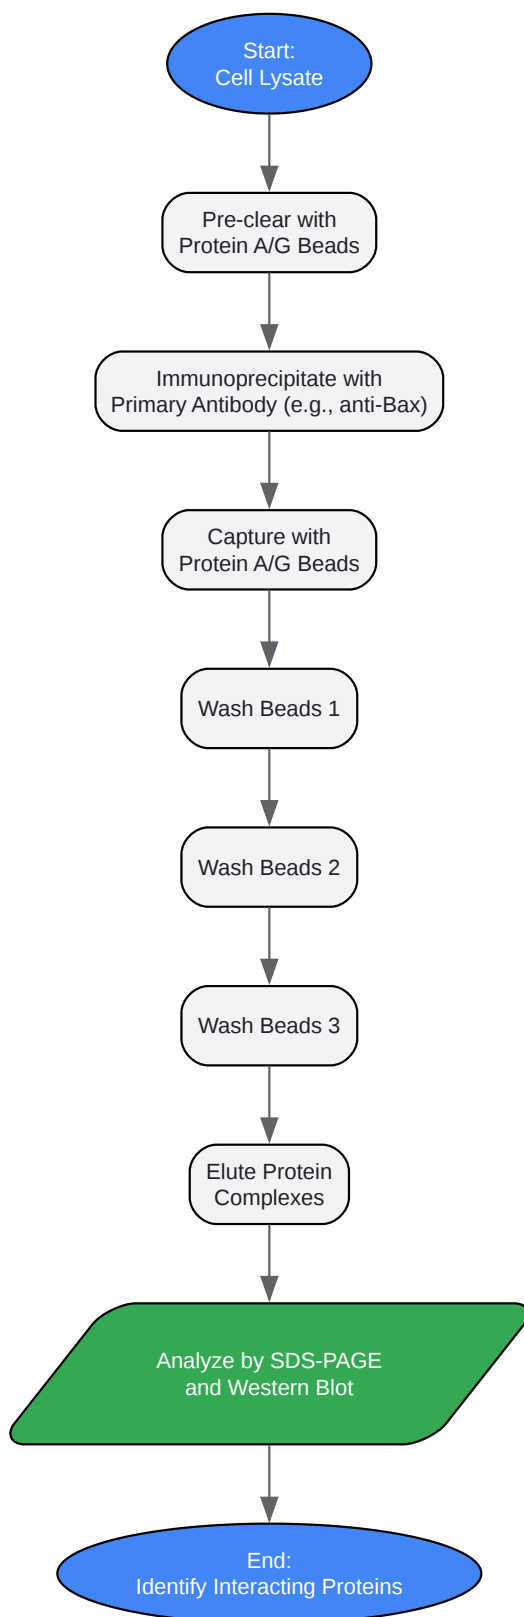 Start:
Cell Lysate
Pre-clear with
Protein A/G Beads
Immunoprecipitate with
Primary Antibody (e.g., anti-Bax)
Capture with
Protein A/G Beads
Wash Beads 1
Wash Beads 2
Wash Beads 3
Elute Protein
Complexes
Analyze by SDS-PAGE
and Western Blot
End:
Identify Interacting Proteins